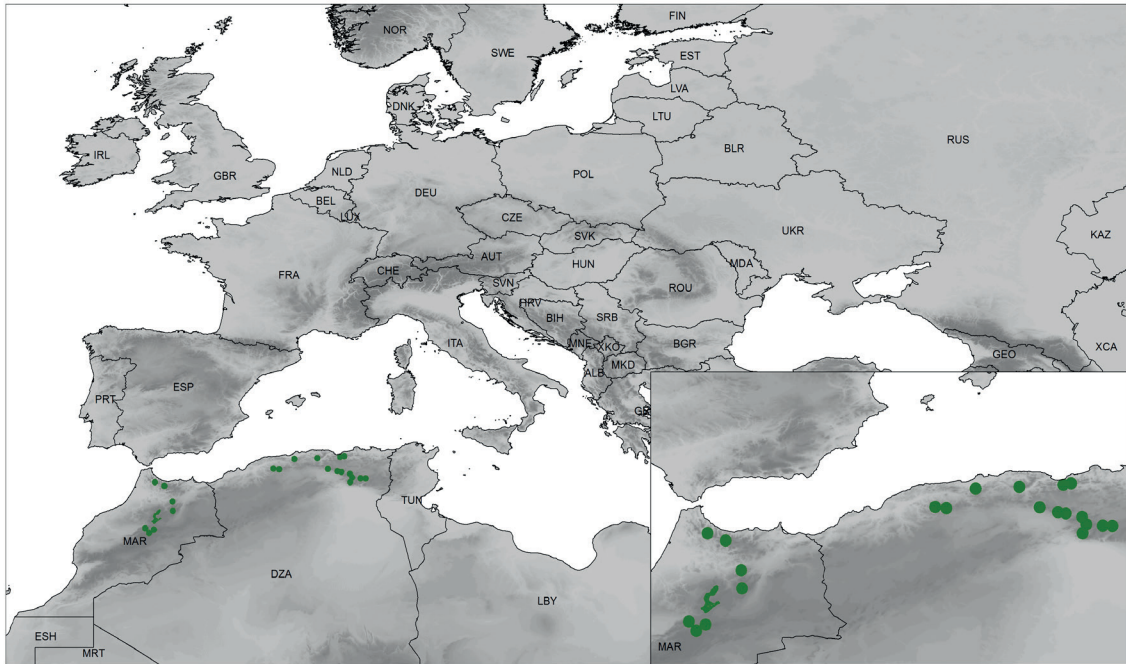 FIN
NOR
SWE
EST
LVA
DNK
LTU
RUS
IRL
BLR
GBR
NLD
POL
DEU
BEL
LUX
CZE
UKR
SVK
KAZ
AUT
MDA
HUN
CHE
FRA
SVN
ROU
HRV
SRB
BIH
ITA
MNE
XKO
BGR
XCA
GEO
MKD
ALB
ESP
PRT
TUN
MAR
DZA
LBY
ESH
MRT
MAR